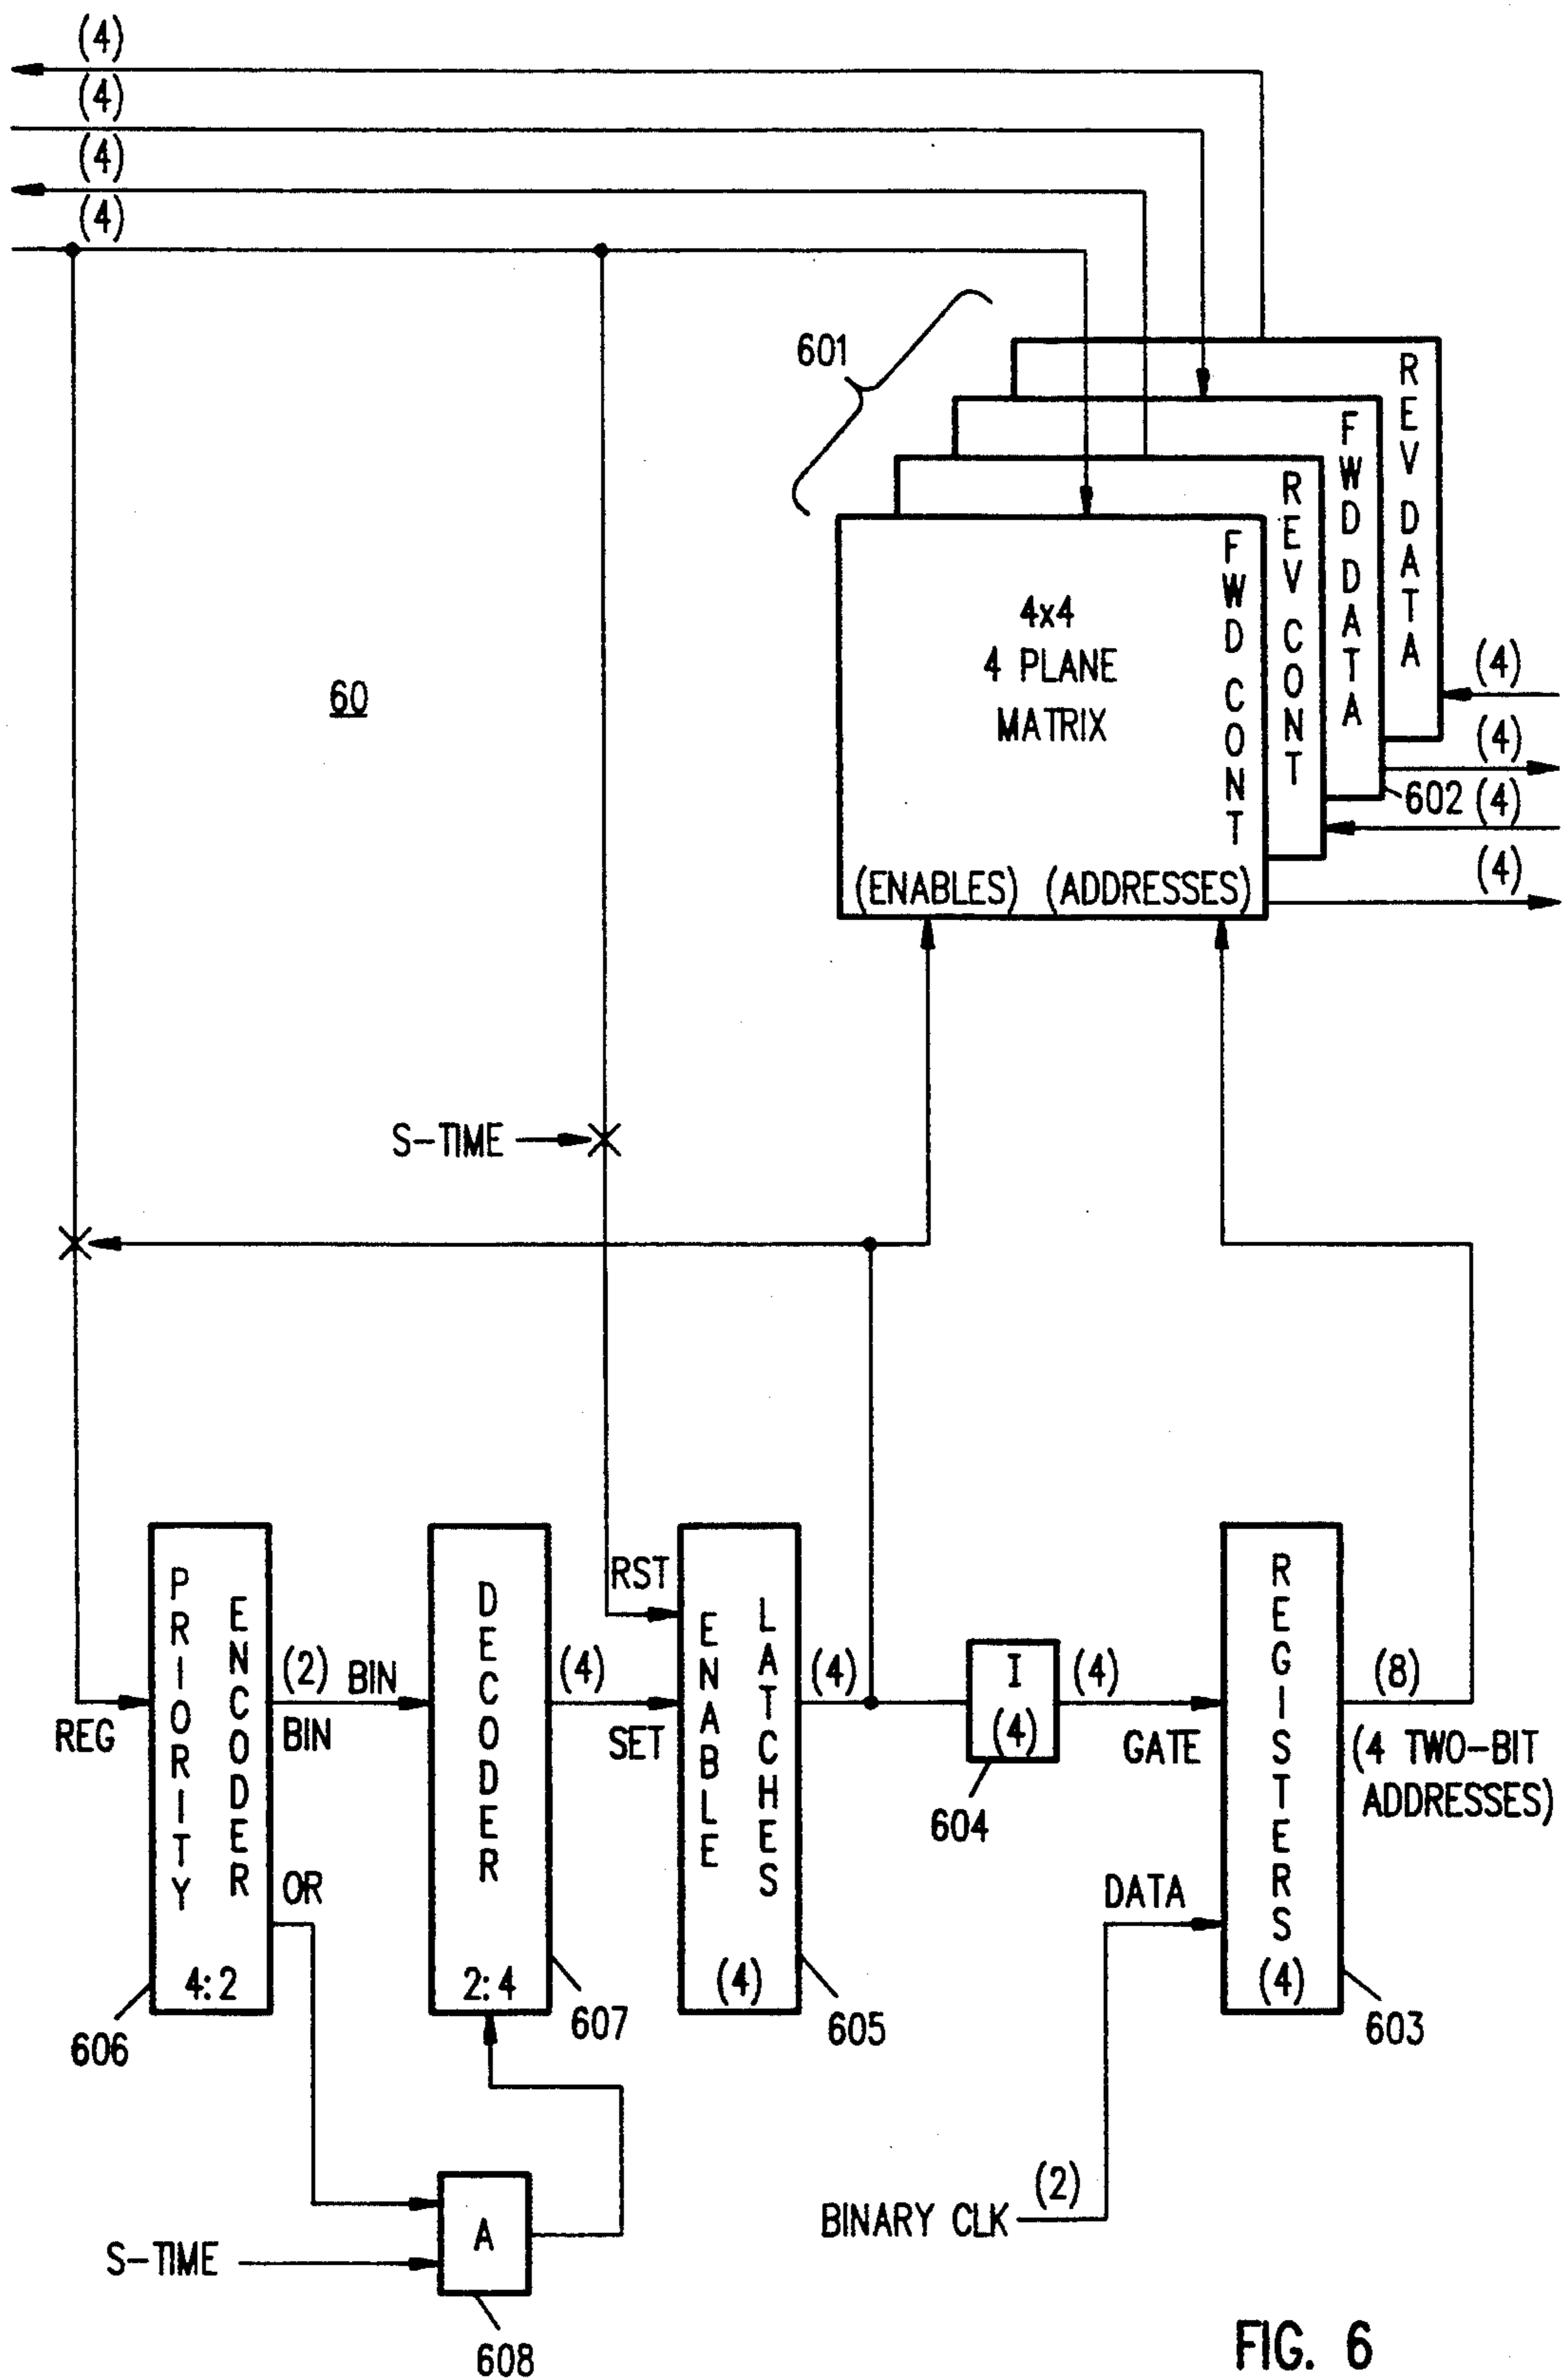 (4)
(4)
(4)
(4)
601
REV DATA
FWD DATA
REV CONT
FWD CONT
4x4
4 PLANE
MATRIX
(4)
(4)
602 (4)
(4)
60
(ENABLES) (ADDRESSES)
S-TIME
RST
PRIORITY
ENCODER
DECODER
ENABLE
LATCHES
REGISTERS
(2) BIN
(4)
(4)
I
(4)
(4)
(8)
REG
BIN
SET
GATE
(4 TWO-BIT
ADDRESSES)
604
OR
DATA
4:2
2:4
(4)
(4)
606
607
605
603
A
(2)
BINARY CLK
S-TIME
608
FIG. 6